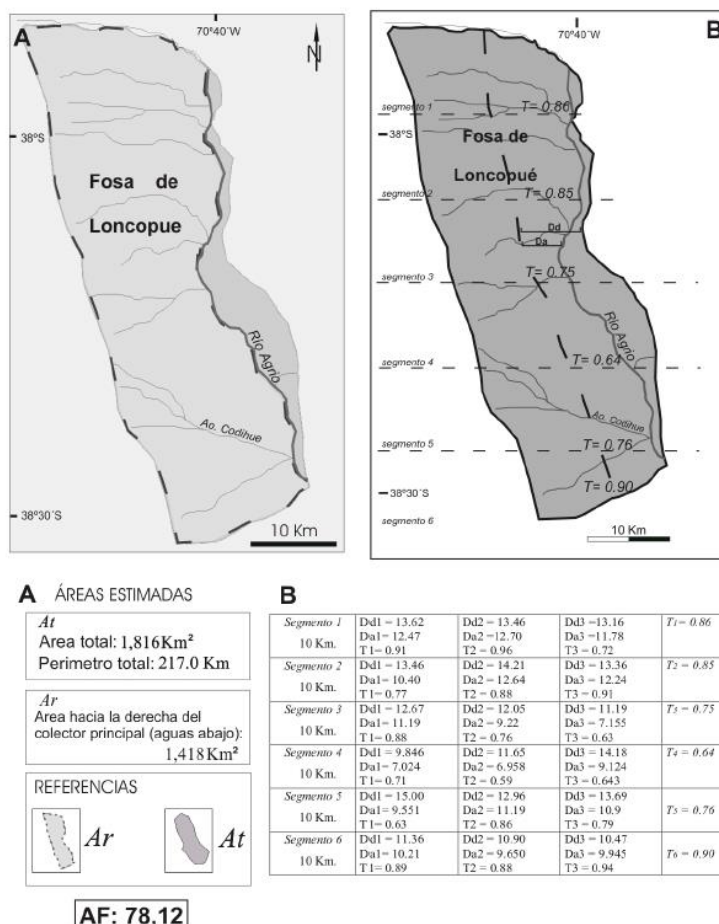 A
70°40´W
N
38°S
Fosa de
Loncopue
Río Agrio
Ao. Codihue
38°30´S
10 Km
B
70°40´W
segmento 1
T= 0.86
38°S
Fosa de
Loncopué
segmento 2
T= 0.85
Dd
Da
segmento 3
T= 0.75
Río Agrio
segmento 4
T= 0.64
Ao. Codihue
segmento 5
T= 0.76
T= 0.90
38°30´S
segmento 6
10 Km
A ÁREAS ESTIMADAS
At
Area total: 1,816Km²
Perimetro total: 217.0 Km
Ar
Area hacia la derecha del
colector principal (aguas abajo):
1,418Km²
REFERENCIAS
Ar At
AF: 78.12
B
Segmento 1 Dd1 = 13.62 Dd2 = 13.46 Dd3 =13.16 T1= 0.86
10 Km. Da1= 12.47 Da2= 12.70 Da3= 11.78
T1= 0.91 T2= 0.96 T3= 0.72
Segmento 2 Dd1 = 13.46 Dd2 = 14.21 Dd3 = 13.36 T2= 0.85
10 Km. Da1= 10.40 Da2= 12.64 Da3= 12.24
T1= 0.77 T2= 0.88 T3= 0.91
Segmento 3 Dd1 = 12.67 Dd2 = 12.05 Dd3 = 11.19 T3= 0.75
10 Km. Da1= 11.19 Da2= 9.22 Da3= 7.155
T1= 0.88 T2= 0.76 T3= 0.63
Segmento 4 Dd1 = 9.846 Dd2 = 11.65 Dd3 = 14.18 T4= 0.64
10 Km. Da1= 7.024 Da2= 6.958 Da3= 9.124
T1= 0.71 T2= 0.59 T3= 0.643
Segmento 5 Dd1 = 15.00 Dd2 = 12.96 Dd3 = 13.69 T5= 0.76
10 Km. Da1= 9.551 Da2= 11.19 Da3= 10.9
T1= 0.63 T2= 0.86 T3= 0.79
Segmento 6 Dd1 = 11.36 Dd2 = 10.90 Dd3 = 10.47 T6= 0.90
10 Km. Da1= 10.21 Da2= 9.650 Da3= 9.945
T1= 0.89 T2= 0.88 T3= 0.94